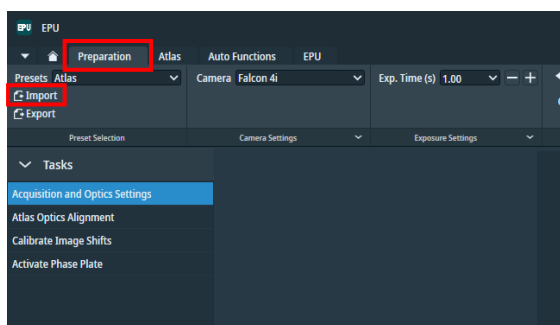 EPU EPU
Preparation Atlas Auto Functions EPU
Presets Atlas Camera Falcon 4i Exp. Time (s) 1.00
Import
Export
Preset Selection Camera Settings Exposure Settings
Tasks
Acquisition and Optics Settings
Atlas Optics Alignment
Calibrate Image Shifts
Activate Phase Plate